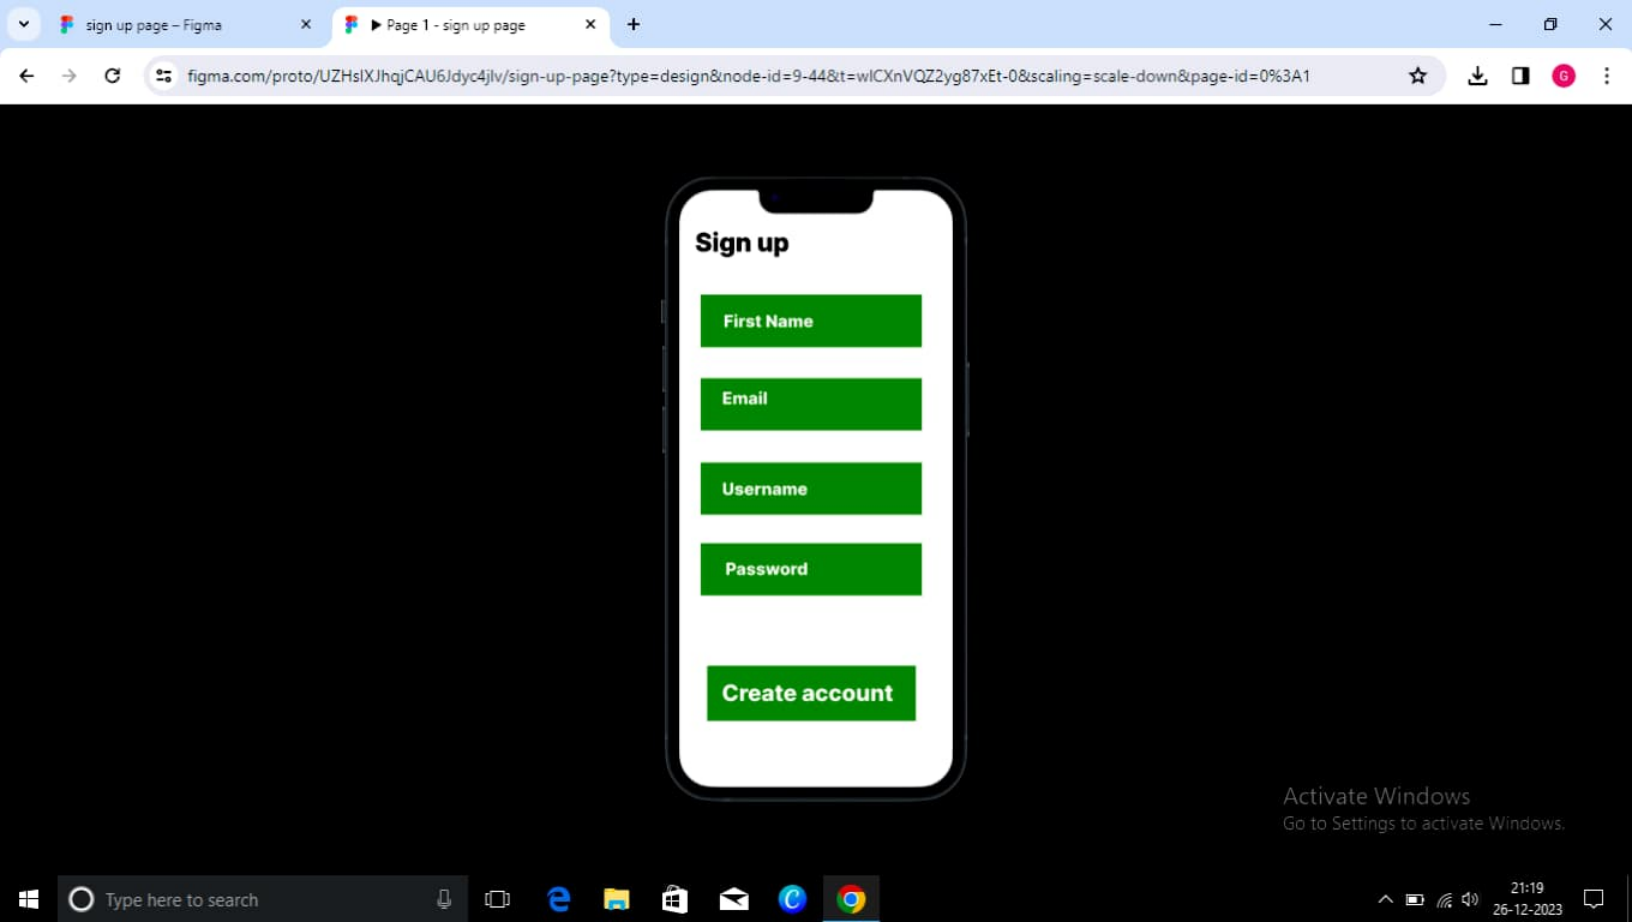 sign up page – Figma
▶ Page 1 - sign up page
figma.com/proto/UZHsIXJhqjCAU6Jdyc4jlv/sign-up-page?type=design&node-id=9-44&t=wlCXnVQZ2yg87xEt-0&scaling=scale-down&page-id=0%3A1
G
Sign up
First Name
Email
Username
Password
Create account
Activate Windows
Go to Settings to activate Windows.
Type here to search
21:19
26-12-2023